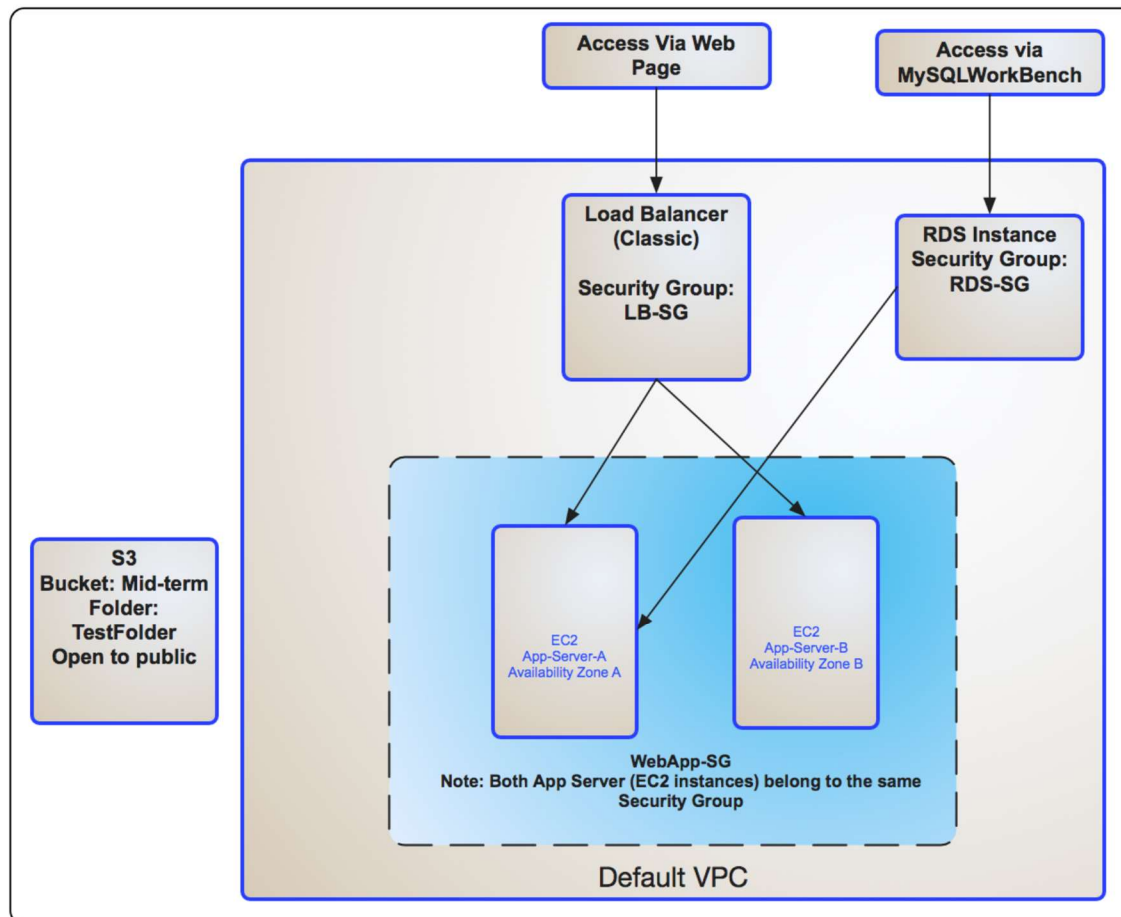 Access Via Web
Page
Access via
MySQLWorkBench
Load Balancer
(Classic)
Security Group:
LB-SG
RDS Instance
Security Group:
RDS-SG
S3
Bucket: Mid-term
Folder:
TestFolder
Open to public
EC2
App-Server-A
Availability Zone A
EC2
App-Server-B
Availability Zone B
WebApp-SG
Note: Both App Server (EC2 instances) belong to the same
Security Group
Default VPC